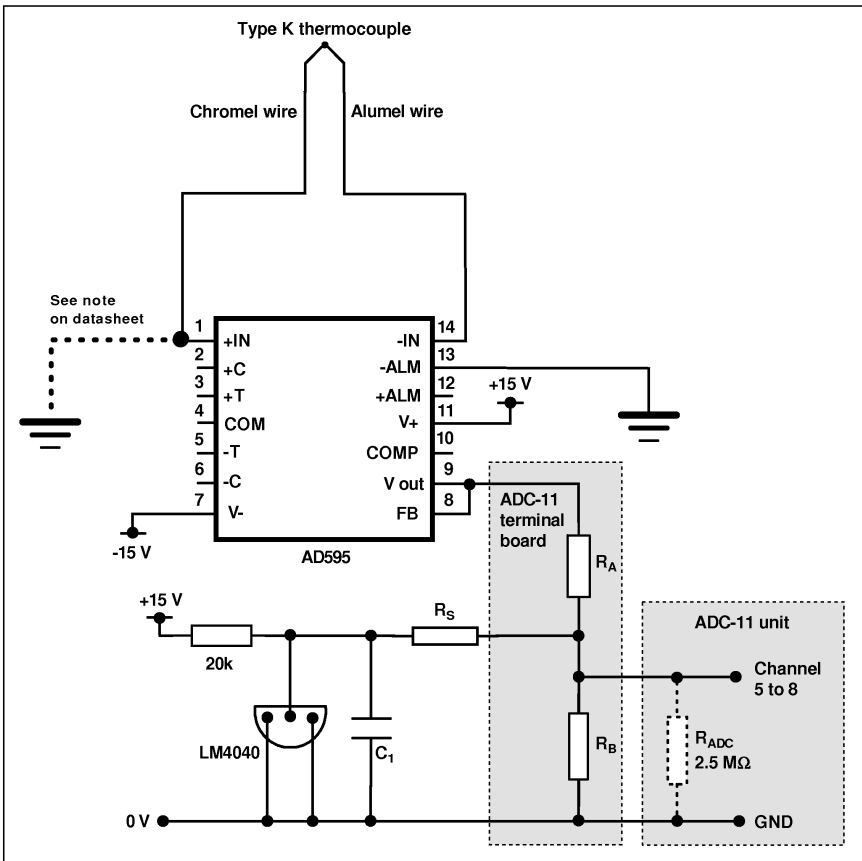 Type K thermocouple
Chromel wire
Alumel wire
See note
on datasheet
1
+IN
2
+C
3
+T
4
COM
5
-T
6
-C
7
V-
14
-IN
13
-ALM
12
+ALM
11
V+
10
COMP
9
V out
8
FB
+15 V
-15 V
AD595
ADC-11
terminal
board
RA
+15 V
20k
RS
ADC-11 unit
Channel
5 to 8
LM4040
C1
RB
RADC
2.5 MΩ
0 V
GND